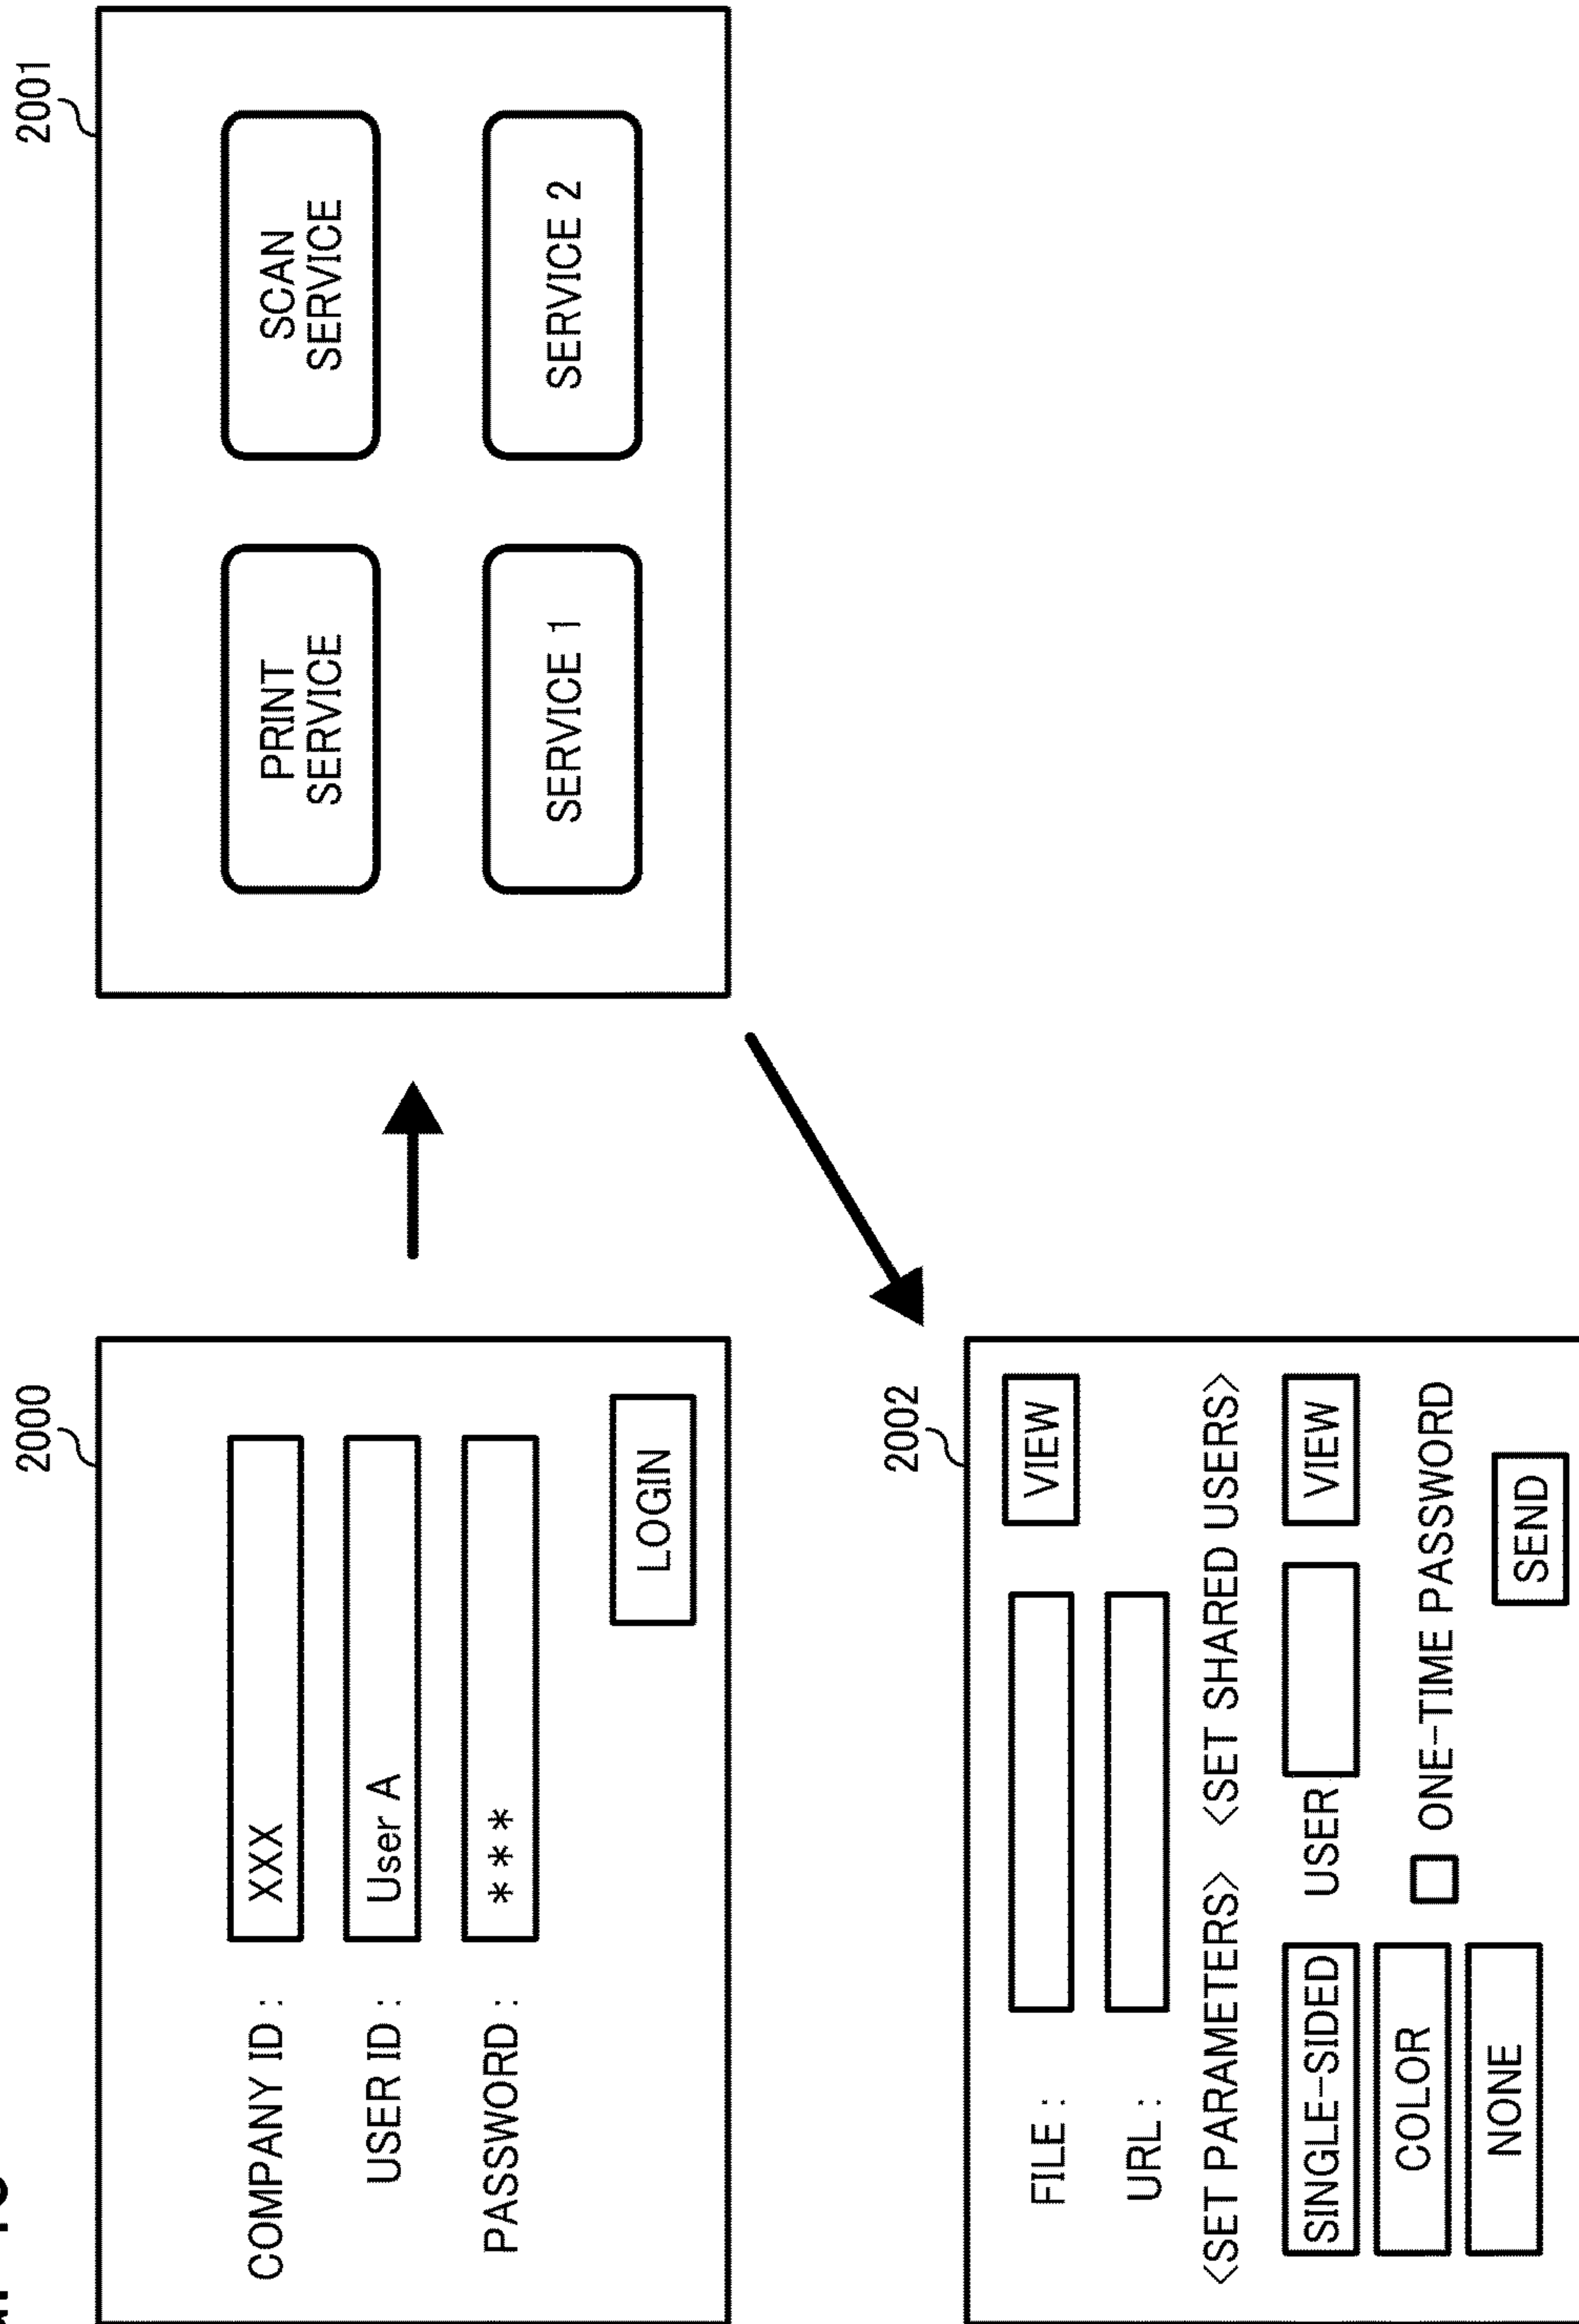 2000
COMPANY ID :
XXX
USER ID :
User A
PASSWORD :
***
LOGIN
2001
PRINT
SERVICE
SCAN
SERVICE
SERVICE 1
SERVICE 2
2002
FILE :
VIEW
URL :
<SET PARAMETERS> <SET SHARED USERS>
SINGLE-SIDED
USER
VIEW
COLOR
ONE-TIME PASSWORD
NONE
SEND